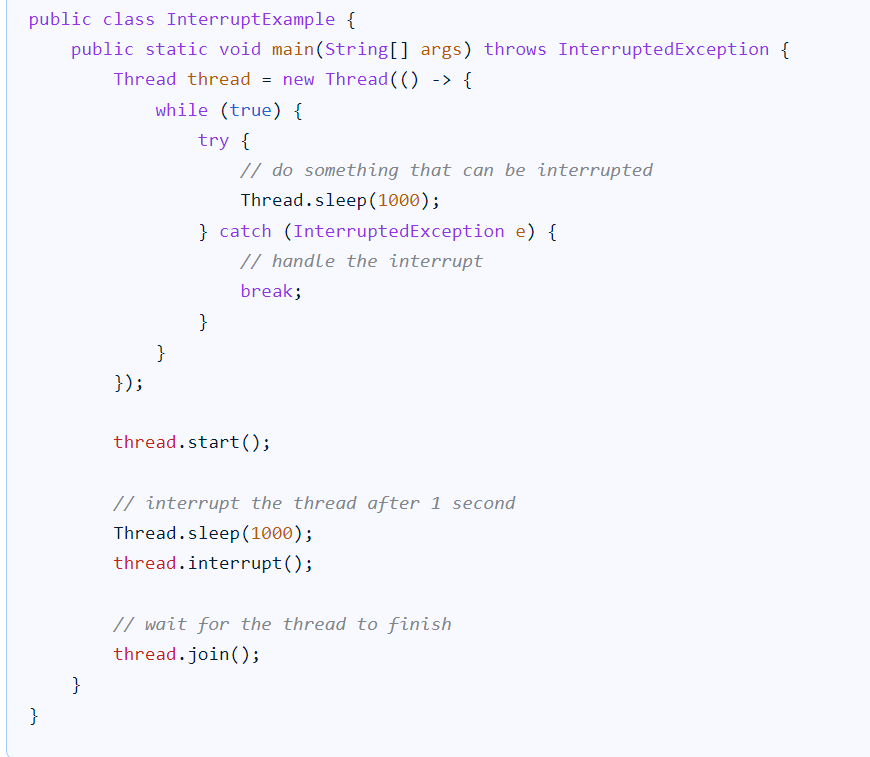 public class InterruptExample {
    public static void main(String[] args) throws InterruptedException {
        Thread thread = new Thread(() -> {
            while (true) {
                try {
                    // do something that can be interrupted
                    Thread.sleep(1000);
                } catch (InterruptedException e) {
                    // handle the interrupt
                    break;
                }
            }
        });

        thread.start();

        // interrupt the thread after 1 second
        Thread.sleep(1000);
        thread.interrupt();

        // wait for the thread to finish
        thread.join();
    }
}